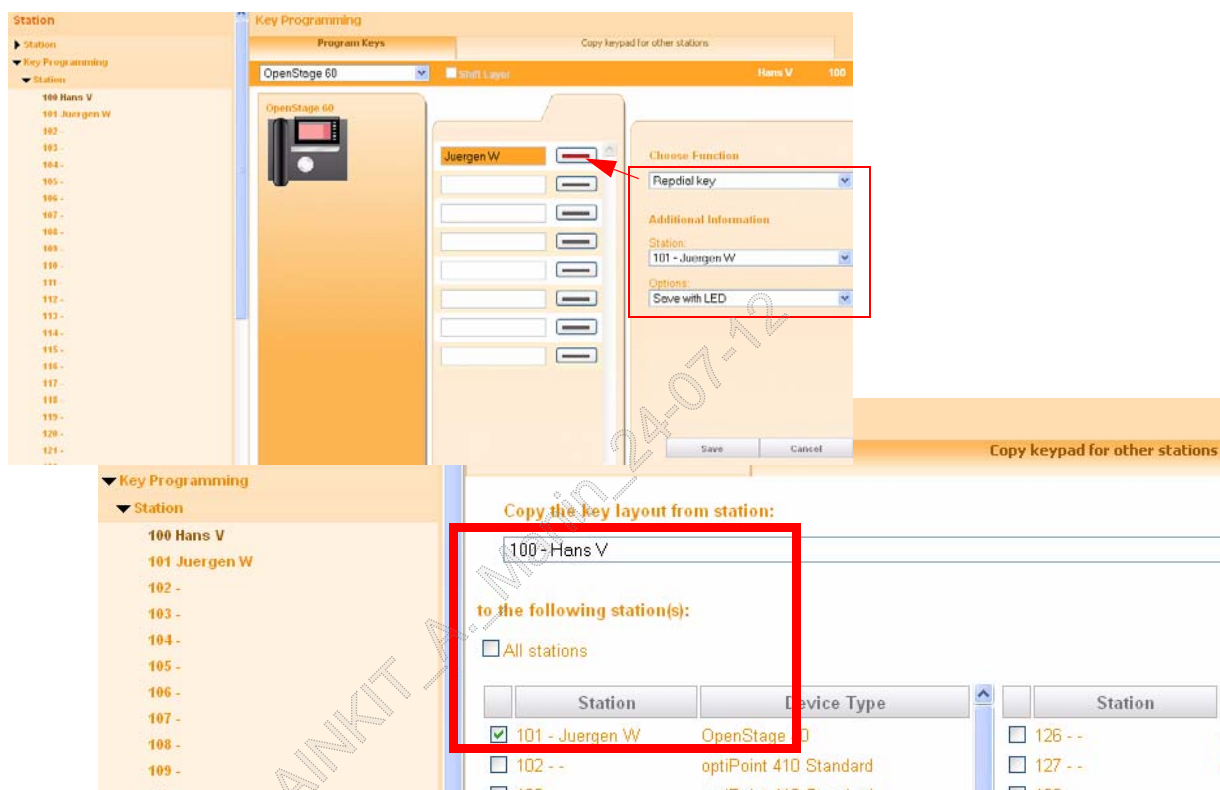 Station
Station
Key Programming
Station
100 Hans V
101 Juergen W
102 -
103 -
104 -
105 -
106 -
107 -
108 -
109 -
110 -
111 -
112 -
113 -
114 -
115 -
116 -
117 -
118 -
119 -
120 -
121 -
Key Programming
Program Keys
Copy keypad for other stations
OpenStage 60
Shift Layer
Hans V 100
OpenStage 60
Juergen W
Choose Function
Repdial key
Additional Information
Station:
101 - Juergen W
Options:
Save with LED
Save
Cancel
Copy keypad for other stations
Key Programming
Station
100 Hans V
101 Juergen W
102 -
103 -
104 -
105 -
106 -
107 -
108 -
109 -
Copy the key layout from station:
100 - Hans V
to the following station(s):
All stations
Station Device Type Station
101 - Juergen W OpenStage 126 - -
102 - - optiPoint 410 Standard 127 - -
24-07-12